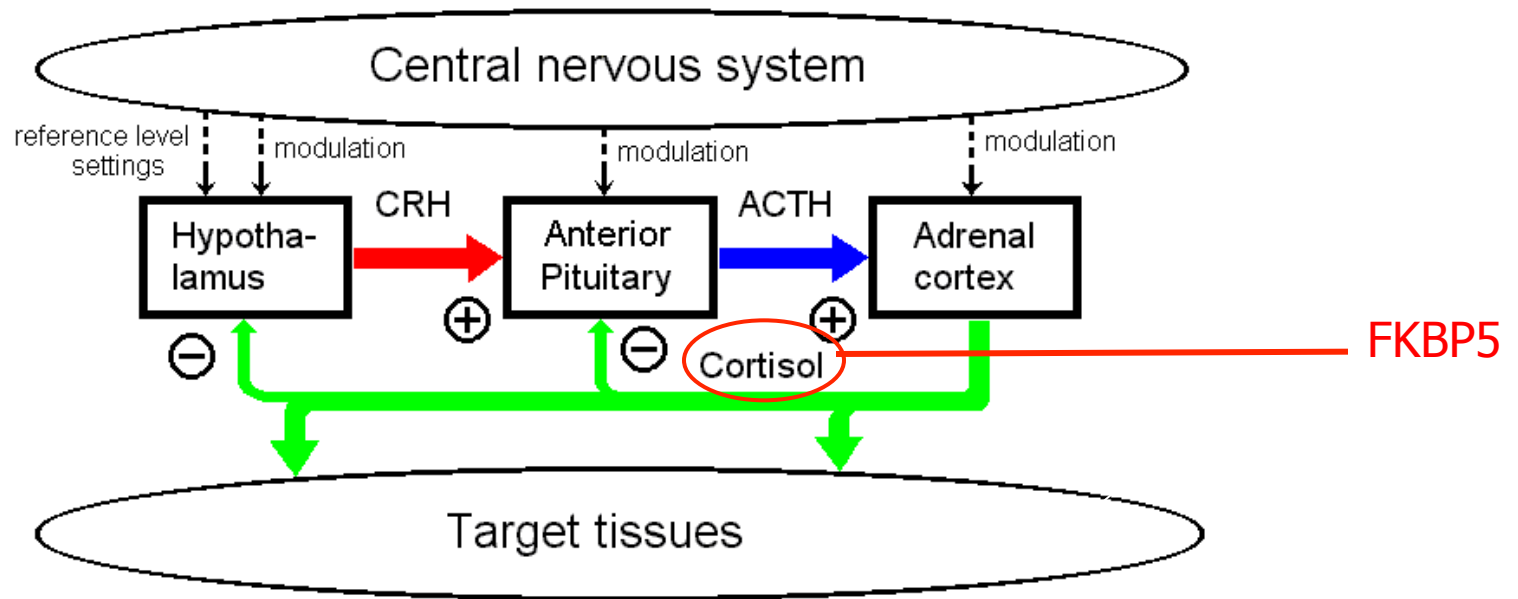 Central nervous system
reference level
settings
modulation
modulation
modulation
CRH
ACTH
Hypotha-
lamus
Anterior
Pituitary
Adrenal
cortex
+
+
−
−
Cortisol
FKBP5
Target tissues